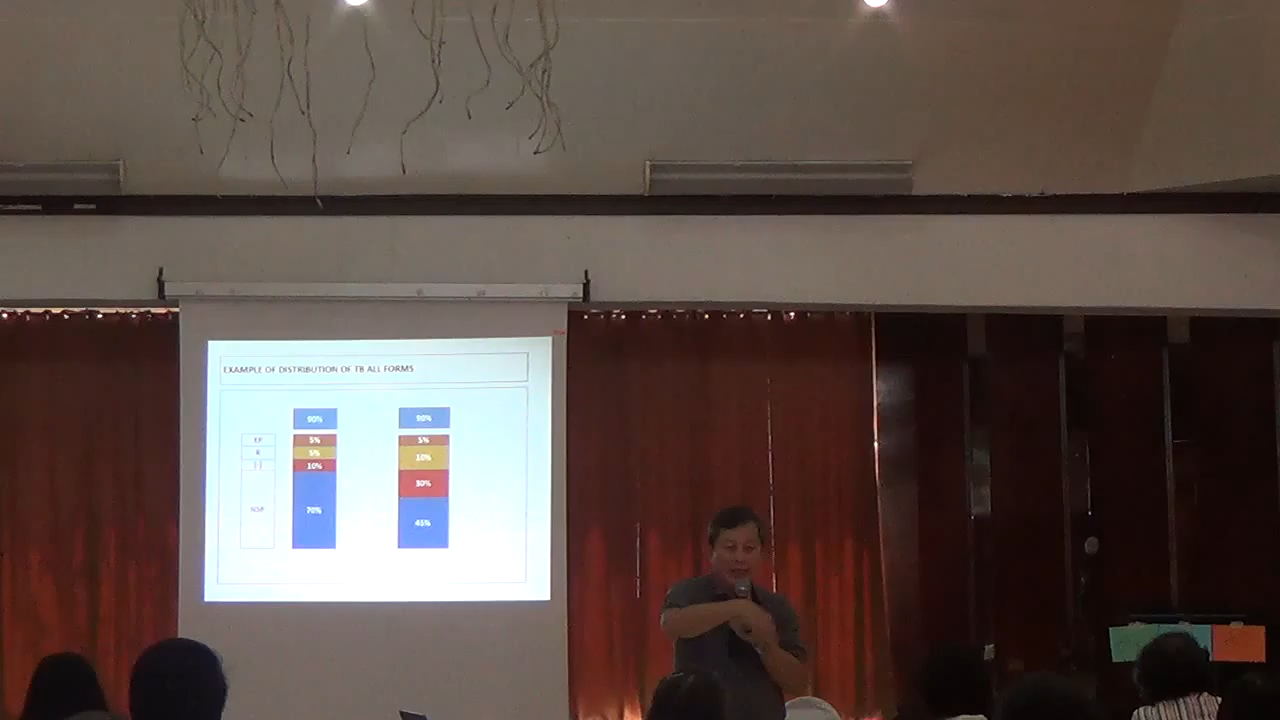 EXAMPLE OF DISTRIBUTION OF TB ALL FORMS
90% 90%
EP 5% 5%
R 5% 10%
(-) 10% 30%
NSP 70% 45%